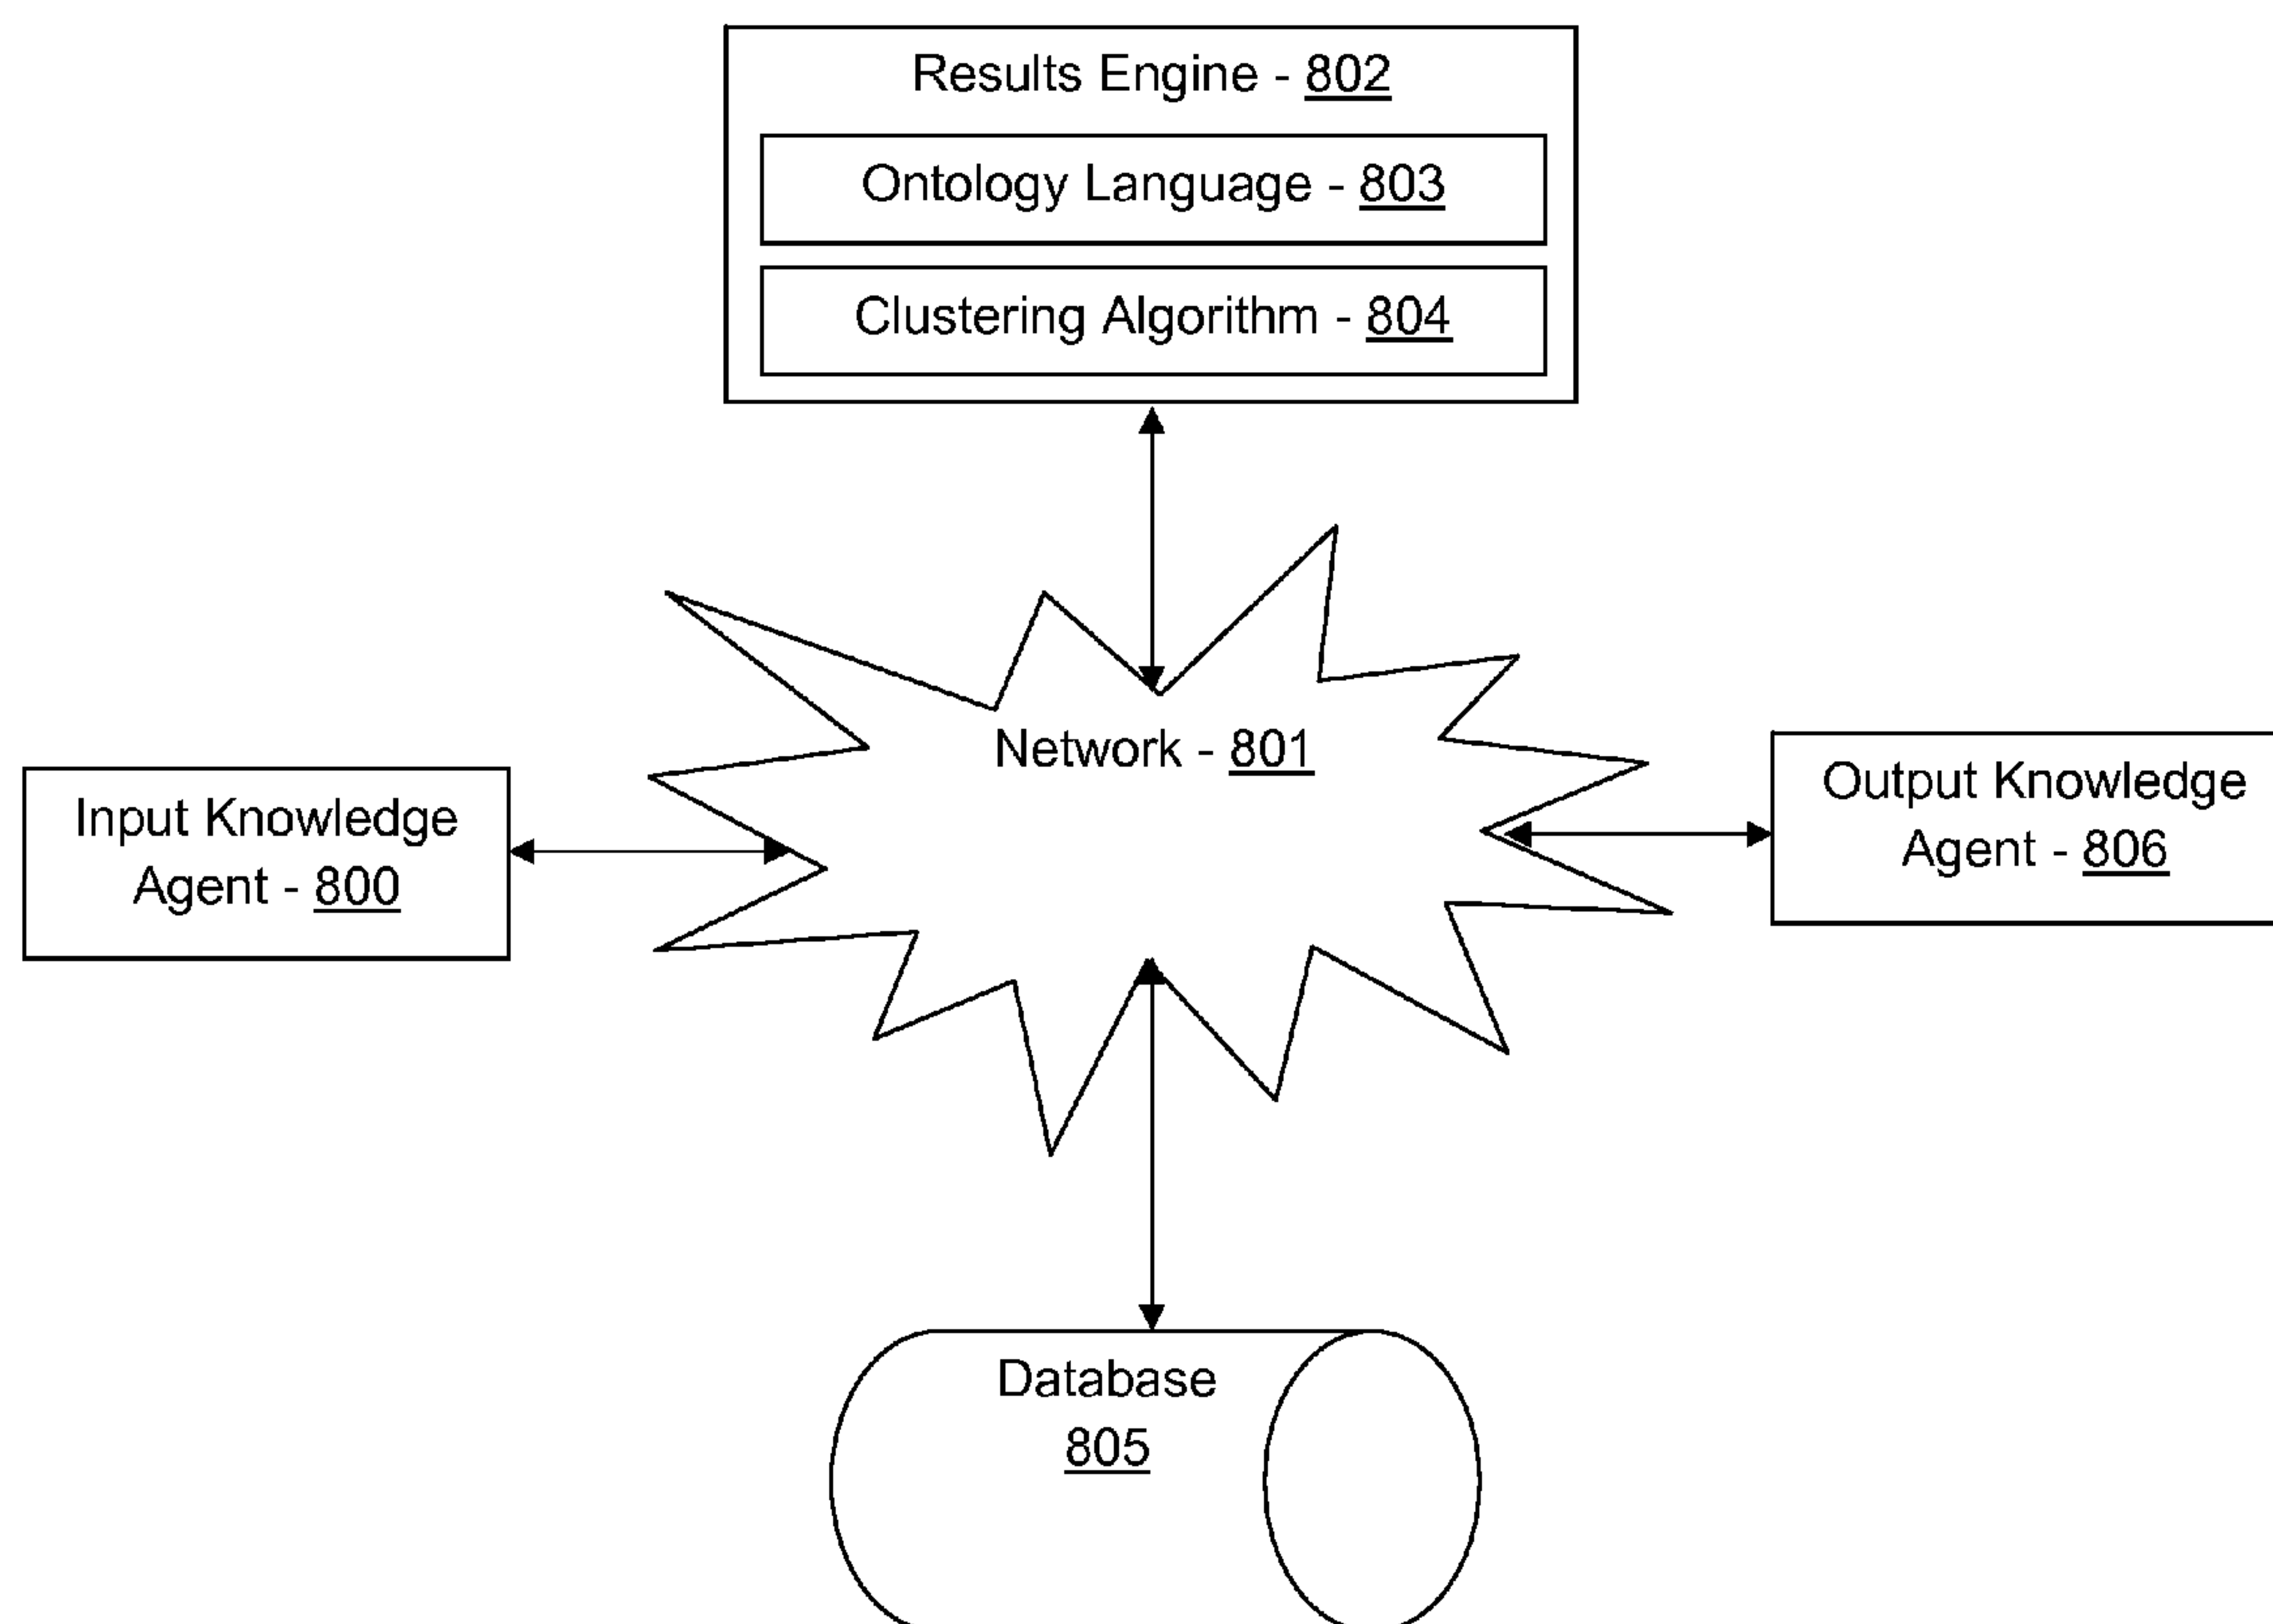 Results Engine - 802
Ontology Language - 803
Clustering Algorithm - 804
Network - 801
Input Knowledge
Agent - 800
Output Knowledge
Agent - 806
Database
805